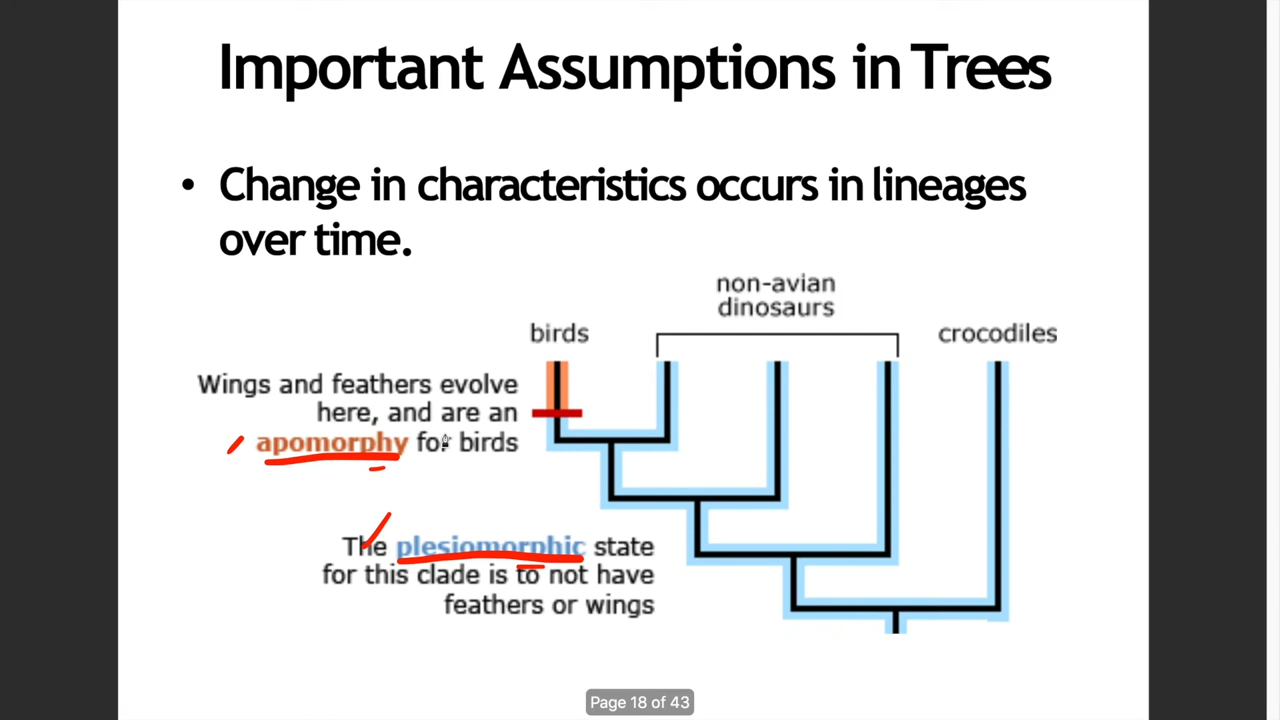 Important Assumptions in Trees
• Change in characteristics occurs in lineages
over time.
non-avian
dinosaurs
birds
crocodiles
Wings and feathers evolve
here, and are an
apomorphy for birds
The plesiomorphic state
for this clade is to not have
feathers or wings
Page 18 of 43